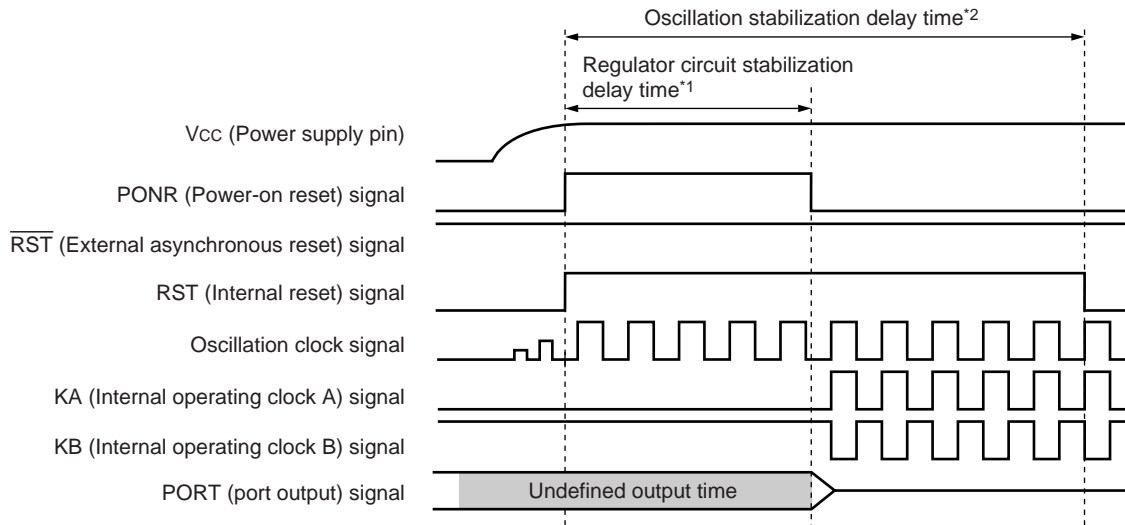 Oscillation stabilization delay time*2
Regulator circuit stabilization
delay time*1
Vcc (Power supply pin)
PONR (Power-on reset) signal
RST (External asynchronous reset) signal
RST (Internal reset) signal
Oscillation clock signal
KA (Internal operating clock A) signal
KB (Internal operating clock B) signal
PORT (port output) signal
Undefined output time